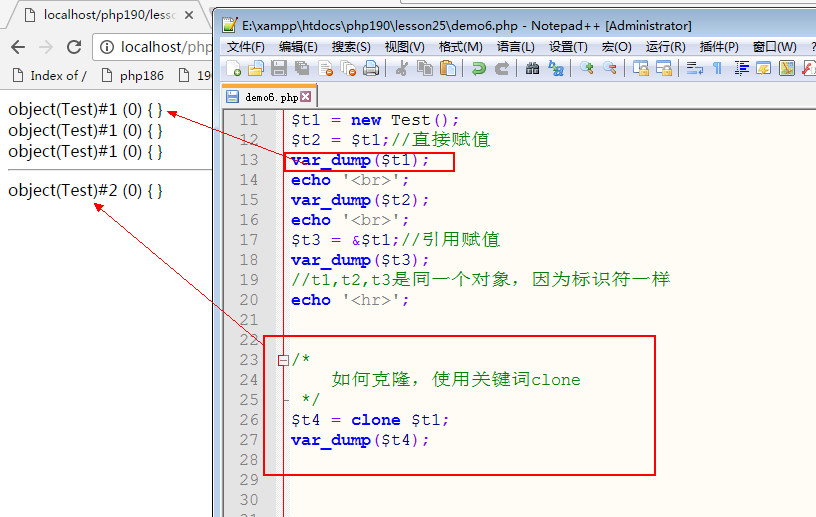 localhost/php190/less
localhost/php
Index of /
php186
19
object(Test)#1 (0) { }
object(Test)#1 (0) { }
object(Test)#1 (0) { }
object(Test)#2 (0) { }
E:\xampp\htdocs\php190\lesson25\demo6.php - Notepad++ [Administrator]
文件(F) 编辑(E) 搜索(S) 视图(V) 格式(M) 语言(L) 设置(T) 宏(O) 运行(R) 插件(P) 窗口(W) ?
demo6.php
11 $t1 = new Test();
12 $t2 = $t1;//直接赋值
13 var_dump($t1);
14 echo '<br>';
15 var_dump($t2);
16 echo '<br>';
17 $t3 = &$t1;//引用赋值
18 var_dump($t3);
19 //t1,t2,t3是同一个对象，因为标识符一样
20 echo '<hr>';
21
22
23 /*
24 如何克隆，使用关键词clone
25 */
26 $t4 = clone $t1;
27 var_dump($t4);
28
29
30